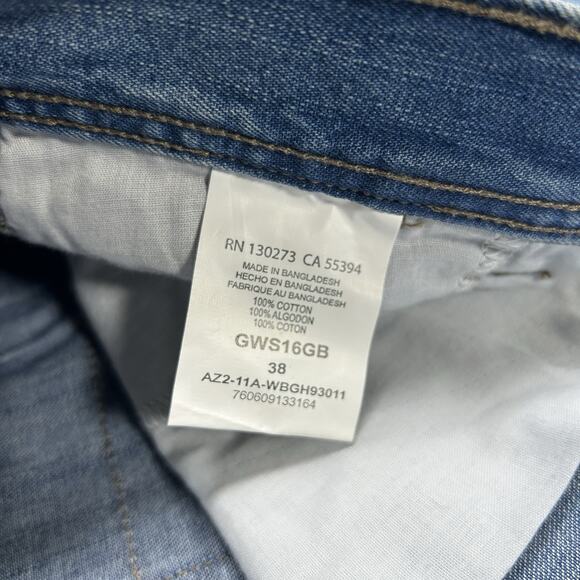 RN 130273 CA 55394
MADE IN BANGLADESH
HECHO EN BANGLADESH
FABRIQUE AU BANGLADESH
100% COTTON
100% ALGODON
100% COTON
GWS16GB
38
AZ2-11A-WBGH93011
760609133164